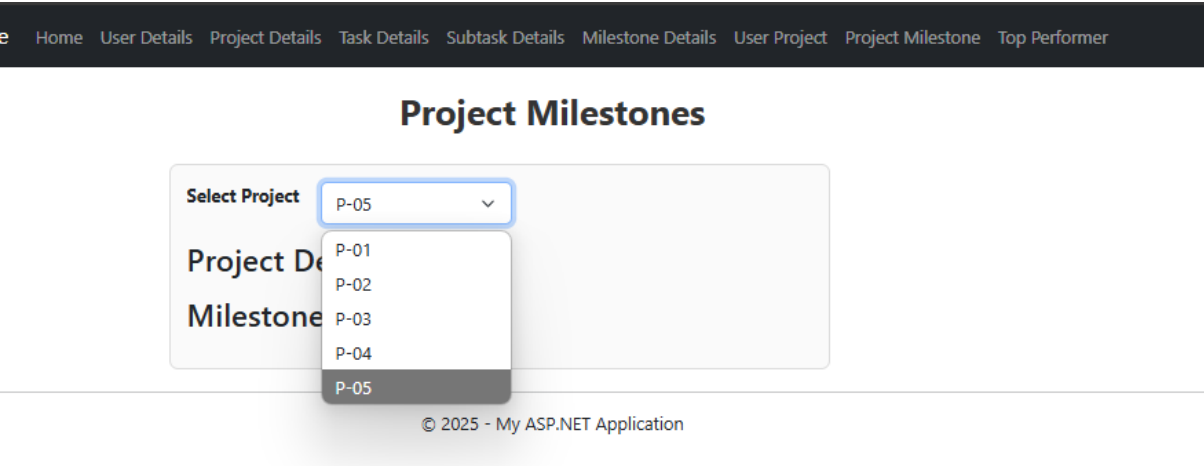 e Home User Details Project Details Task Details Subtask Details Milestone Details User Project Project Milestone Top Performer
Project Milestones
Select Project P-05
P-01
Project De
P-02
Milestone
P-03
P-04
P-05
© 2025 - My ASP.NET Application